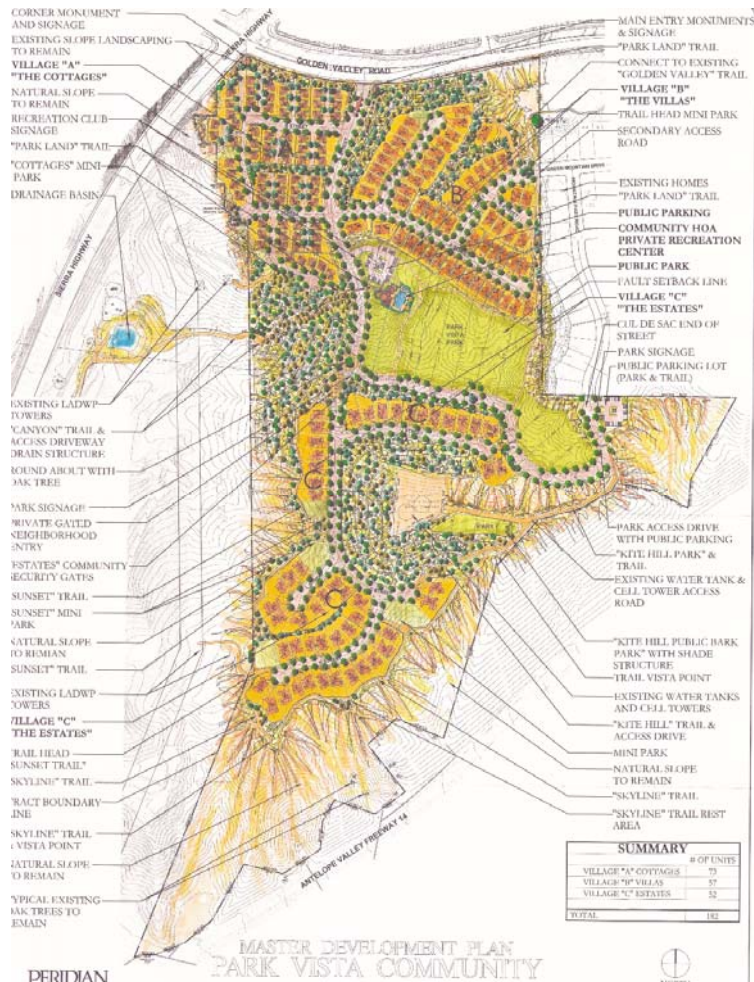 CORNER MONUMENT
AND SIGNAGE
EXISTING SLOPE LANDSCAPING
TO REMAIN
VILLAGE "A"
"THE COTTAGES"
NATURAL SLOPE
TO REMAIN
RECREATION CLUB
SIGNAGE
"PARK LAND" TRAIL
"COTTAGES" MINI
PARK
DRAINAGE BASIN
EXISTING LADWP
TOWERS
"CANYON" TRAIL &
ACCESS DRIVEWAY
DRAIN STRUCTURE
ROUND ABOUT WITH
OAK TREE
PARK SIGNAGE
PRIVATE GATED
NEIGHBORHOOD
ENTRY
"ESTATES" COMMUNITY
SECURITY GATES
"SUNSET" TRAIL
"SUNSET" MINI
PARK
NATURAL SLOPE
TO REMIAN
"SUNSET" TRAIL
EXISTING LADWP
TOWERS
VILLAGE "C"
"THE ESTATES"
TRAIL HEAD
"SUNSET TRAIL"
"SKYLINE" TRAIL
TRACT BOUNDARY
LINE
"SKYLINE" TRAIL
VISTA POINT
NATURAL SLOPE
TO REMAIN
TYPICAL EXISTING
OAK TREES TO
REMAIN
SIERRA HIGHWAY
SIERRA HIGHWAY
GOLDEN VALLEY ROAD
A
B
C
C
C
PARK
VISTA
PARK
ANTELOPE VALLEY FREEWAY 14
MAIN ENTRY MONUMENTS
& SIGNAGE
"PARK LAND" TRAIL
CONNECT TO EXISTING
"GOLDEN VALLEY" TRAIL
VILLAGE "B"
"THE VILLAS"
TRAIL HEAD MINI PARK
SECONDARY ACCESS
ROAD
EXISTING HOMES
"PARK LAND" TRAIL
PUBLIC PARKING
COMMUNITY HOA
PRIVATE RECREATION
CENTER
PUBLIC PARK
FAULT SETBACK LINE
VILLAGE "C"
"THE ESTATES"
CUL DE SAC END OF
STREET
PARK SIGNAGE
PUBLIC PARKING LOT
(PARK & TRAIL)
PARK ACCESS DRIVE
WITH PUBLIC PARKING
"KITE HILL PARK" &
TRAIL
EXISTING WATER TANK &
CELL TOWER ACCESS
ROAD
"KITE HILL PUBLIC BARK
PARK" WITH SHADE
STRUCTURE
TRAIL VISTA POINT
EXISTING WATER TANKS
AND CELL TOWERS
"KITE HILL" TRAIL &
ACCESS DRIVE
MINI PARK
NATURAL SLOPE
TO REMAIN
"SKYLINE" TRAIL
"SKYLINE" TRAIL REST
AREA
SUMMARY
# OF UNITS
VILLAGE "A" COTTAGES 73
VILLAGE "B" VILLAS 57
VILLAGE "C" ESTATES 52
TOTAL 182
MASTER DEVELOPMENT PLAN
PARK VISTA COMMUNITY
PERIDIAN